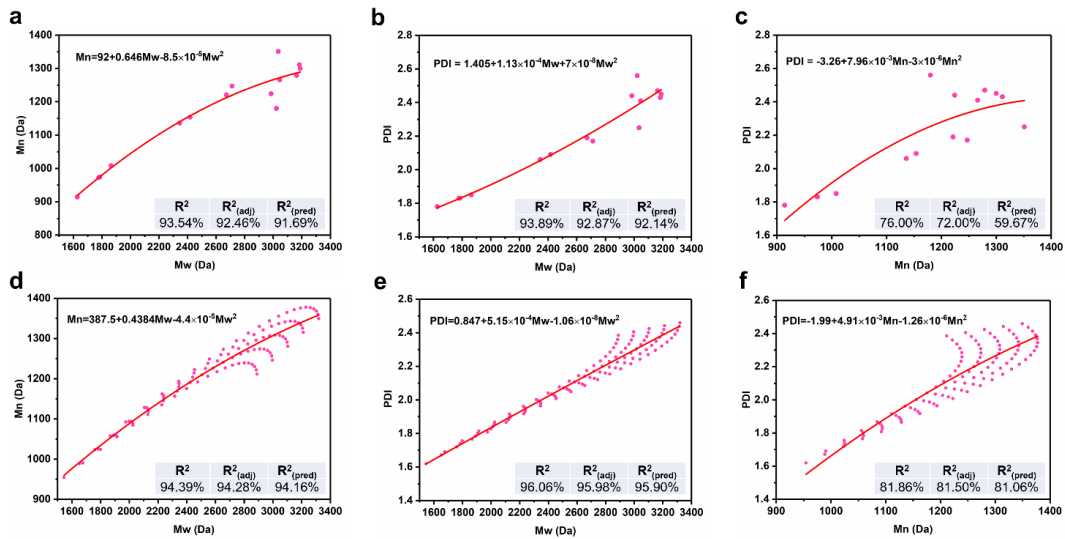 a
Mn=92+0.646Mw-8.5×10⁻⁵Mw²
Mn (Da)
1400
1300
1200
1100
1000
900
800
R² R²(adj) R²(pred)
93.54% 92.46% 91.69%
1600 1800 2000 2200 2400 2600 2800 3000 3200 3400
Mw (Da)
b
PDI = 1.405+1.13×10⁻⁴Mw+7×10⁻⁸Mw²
PDI
2.8
2.6
2.4
2.2
2.0
1.8
1.6
R² R²(adj) R²(pred)
93.89% 92.87% 92.14%
1600 1800 2000 2200 2400 2600 2800 3000 3200 3400
Mw (Da)
c
PDI = -3.26+7.96×10⁻³Mn-3×10⁻⁶Mn²
PDI
2.8
2.6
2.4
2.2
2.0
1.8
1.6
R² R²(adj) R²(pred)
76.00% 72.00% 59.67%
900 1000 1100 1200 1300 1400
Mn (Da)
d
Mn=387.5+0.4384Mw-4.4×10⁻⁵Mw²
Mn (Da)
1400
1300
1200
1100
1000
900
R² R²(adj) R²(pred)
94.39% 94.28% 94.16%
1600 1800 2000 2200 2400 2600 2800 3000 3200 3400
Mw (Da)
e
PDI=0.847+5.15×10⁻⁴Mw-1.06×10⁻⁸Mw²
PDI
2.6
2.4
2.2
2.0
1.8
1.6
1.4
R² R²(adj) R²(pred)
96.06% 95.98% 95.90%
1600 1800 2000 2200 2400 2600 2800 3000 3200 3400
Mw (Da)
f
PDI=-1.99+4.91×10⁻³Mn-1.26×10⁻⁶Mn²
PDI
2.6
2.4
2.2
2.0
1.8
1.6
1.4
R² R²(adj) R²(pred)
81.86% 81.50% 81.06%
900 1000 1100 1200 1300 1400
Mn (Da)